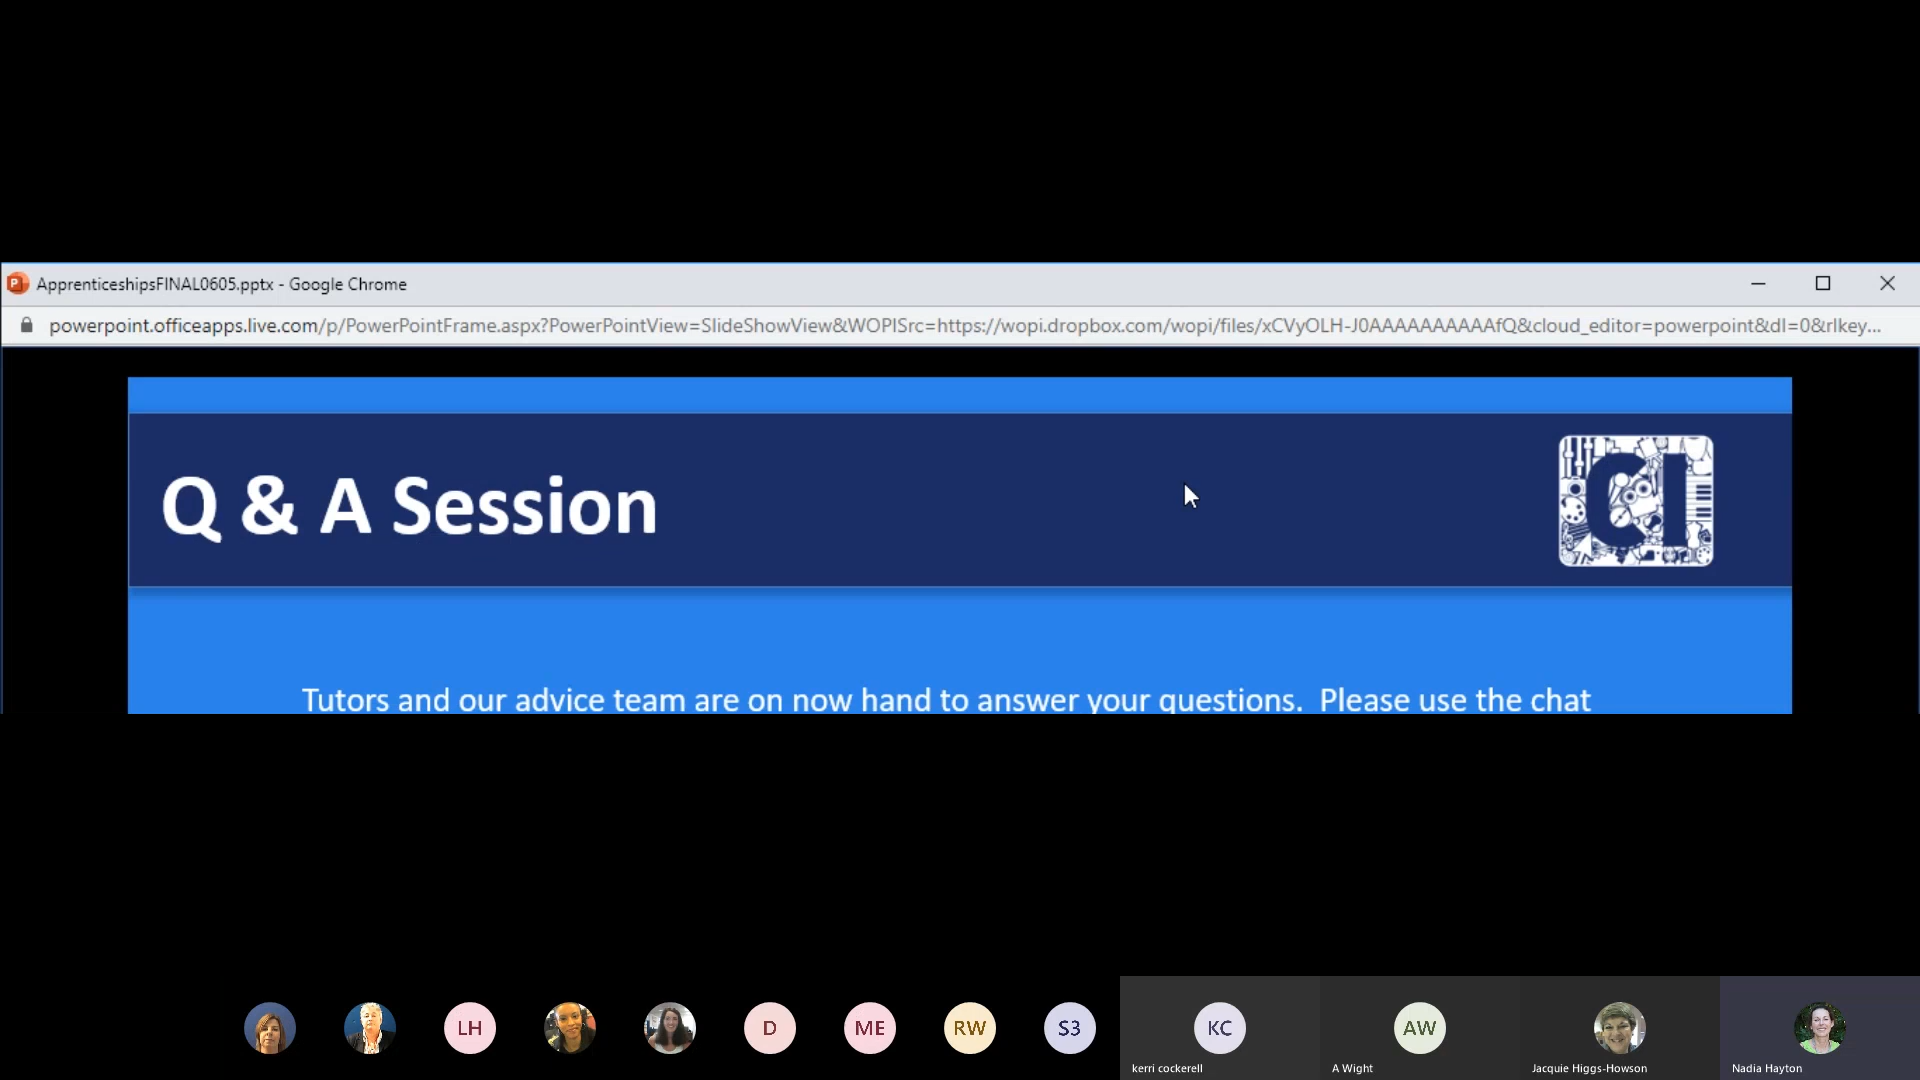 ApprenticeshipsFINAL0605.pptx - Google Chrome
powerpoint.officeapps.live.com/p/PowerPointFrame.aspx?PowerPointView=SlideShowView&WOPISrc=https://wopi.dropbox.com/wopi/files/xCVyOLH-J0AAAAAAAAAAfQ&cloud_editor=powerpoint&dl=0&rlkey...
Q & A Session
CI
Tutors and our advice team are on now hand to answer your questions. Please use the chat
LH D ME RW S3 KC AW
kerri cockerell A Wight Jacquie Higgs-Howson Nadia Hayton